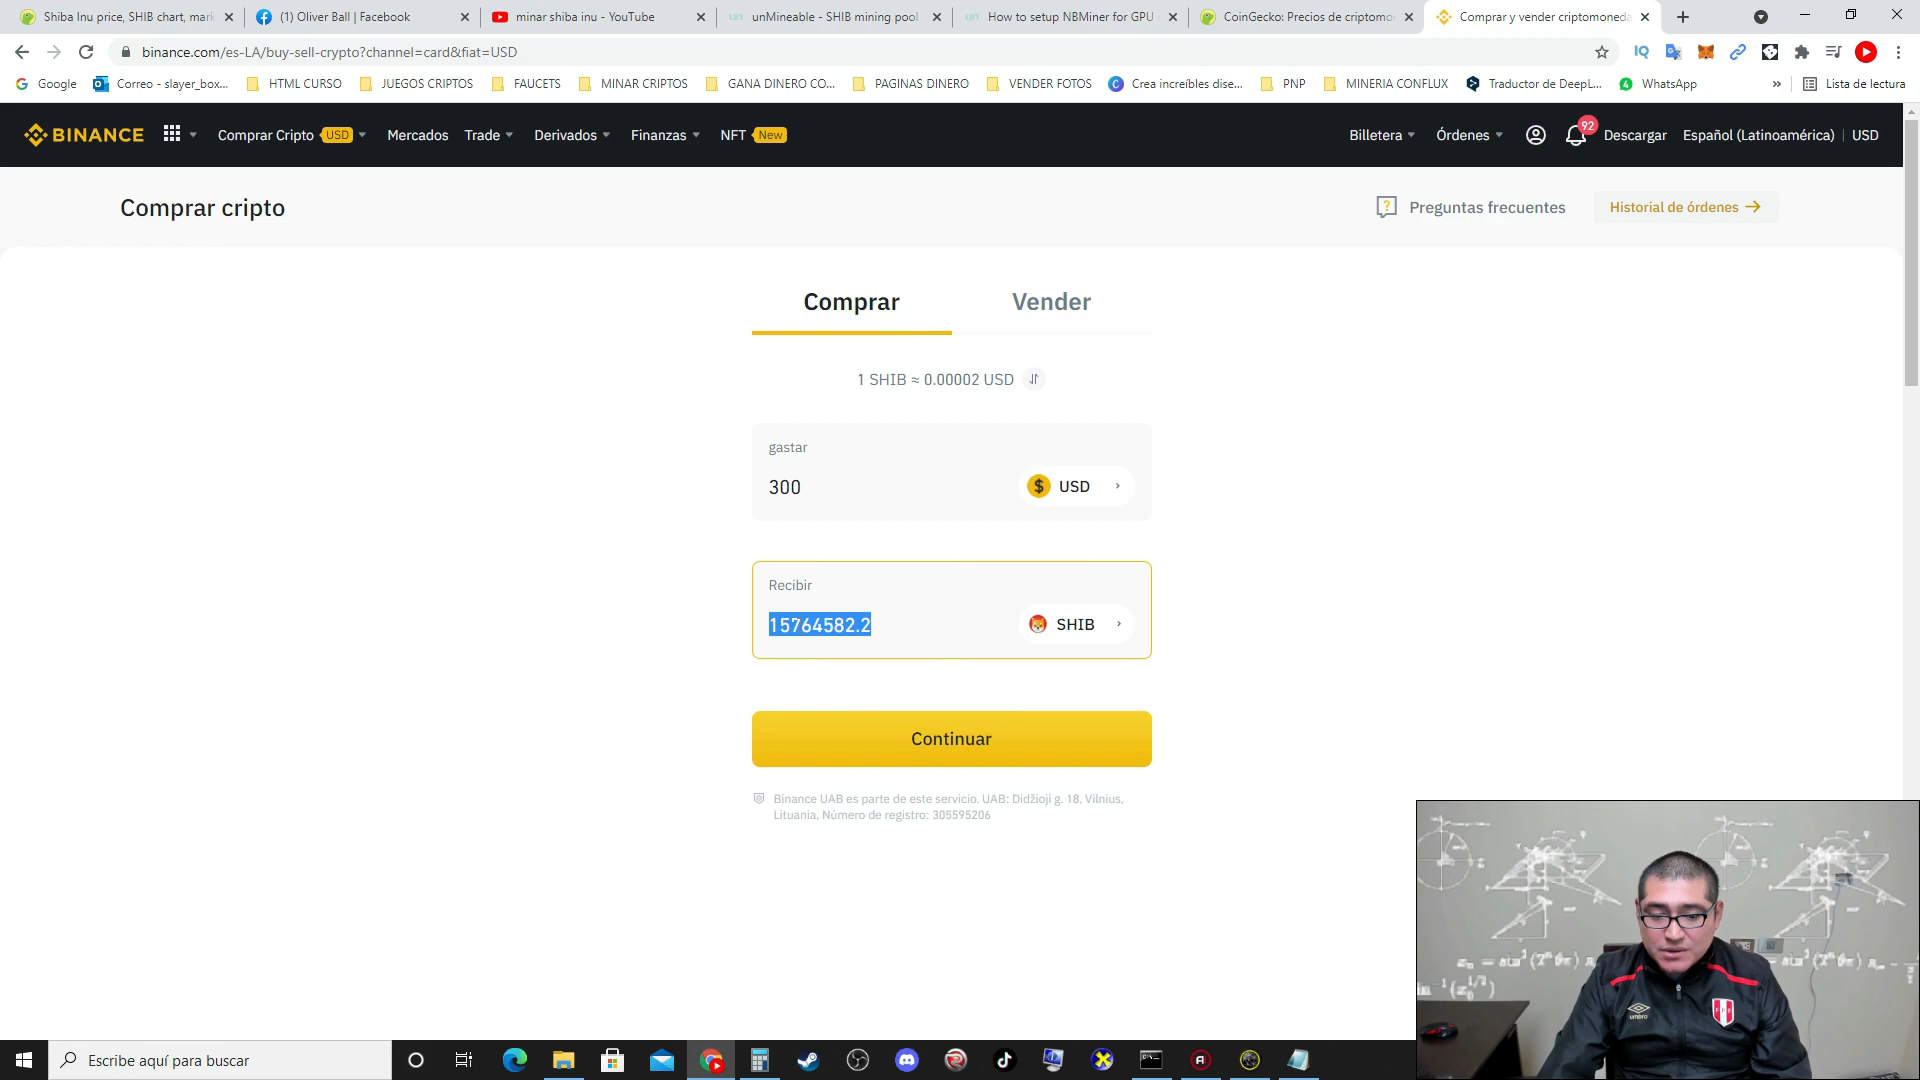 Shiba Inu price, SHIB chart, mark
(1) Oliver Ball | Facebook
minar shiba inu - YouTube
unMineable - SHIB mining pool
How to setup NBMiner for GPU
CoinGecko: Precios de criptomo
Comprar y vender criptomoneda
binance.com/es-LA/buy-sell-crypto?channel=card&fiat=USD
Google
Correo - slayer_box...
HTML CURSO
JUEGOS CRIPTOS
FAUCETS
MINAR CRIPTOS
GANA DINERO CO...
PAGINAS DINERO
VENDER FOTOS
Crea increíbles dise...
PNP
MINERIA CONFLUX
Traductor de DeepL...
WhatsApp
»
Lista de lectura
BINANCE
Comprar Cripto USD
Mercados
Trade
Derivados
Finanzas
NFT New
Billetera
Órdenes
92
Descargar
Español (Latinoamérica) | USD
Comprar cripto
Preguntas frecuentes
Historial de órdenes →
Comprar
Vender
1 SHIB ≈ 0.00002 USD
gastar
300
USD
Recibir
15764582.2
SHIB
Continuar
Binance UAB es parte de este servicio. UAB: Didžioji g. 18, Vilnius,
Lituania, Número de registro: 305595206
umbro
Escribe aquí para buscar